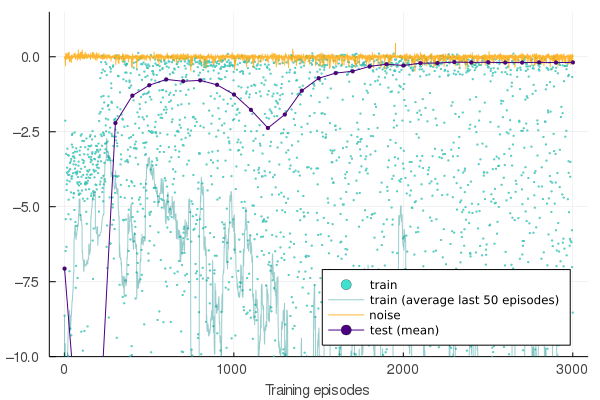 0.0
−2.5
−5.0
−7.5
−10.0
0
1000
2000
3000
Training episodes
train
train (average last 50 episodes)
noise
test (mean)